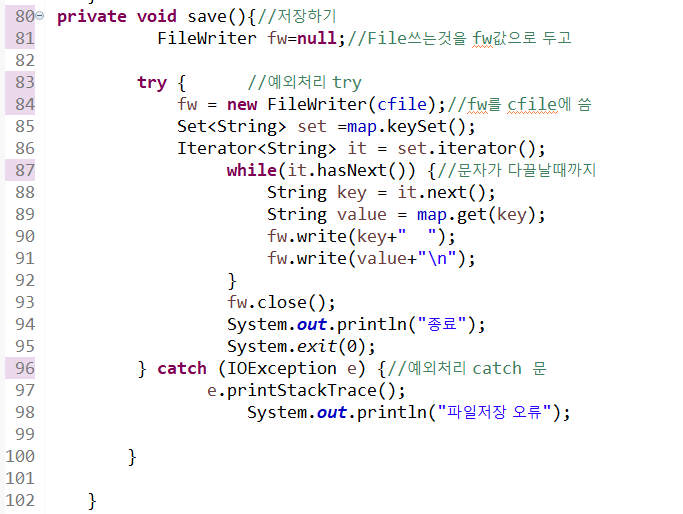 80 private void save(){//저장하기
81 FileWriter fw=null;//File쓰는것을 fw값으로 두고
82
83 try { //예외처리 try
84 fw = new FileWriter(cfile);//fw를 cfile에 씀
85 Set<String> set =map.keySet();
86 Iterator<String> it = set.iterator();
87 while(it.hasNext()) {//문자가 다끌날때까지
88 String key = it.next();
89 String value = map.get(key);
90 fw.write(key+"  ");
91 fw.write(value+"\n");
92 }
93 fw.close();
94 System.out.println("종료");
95 System.exit(0);
96 } catch (IOException e) {//예외처리 catch 문
97 e.printStackTrace();
98 System.out.println("파일저장 오류");
99
100 }
101
102 }